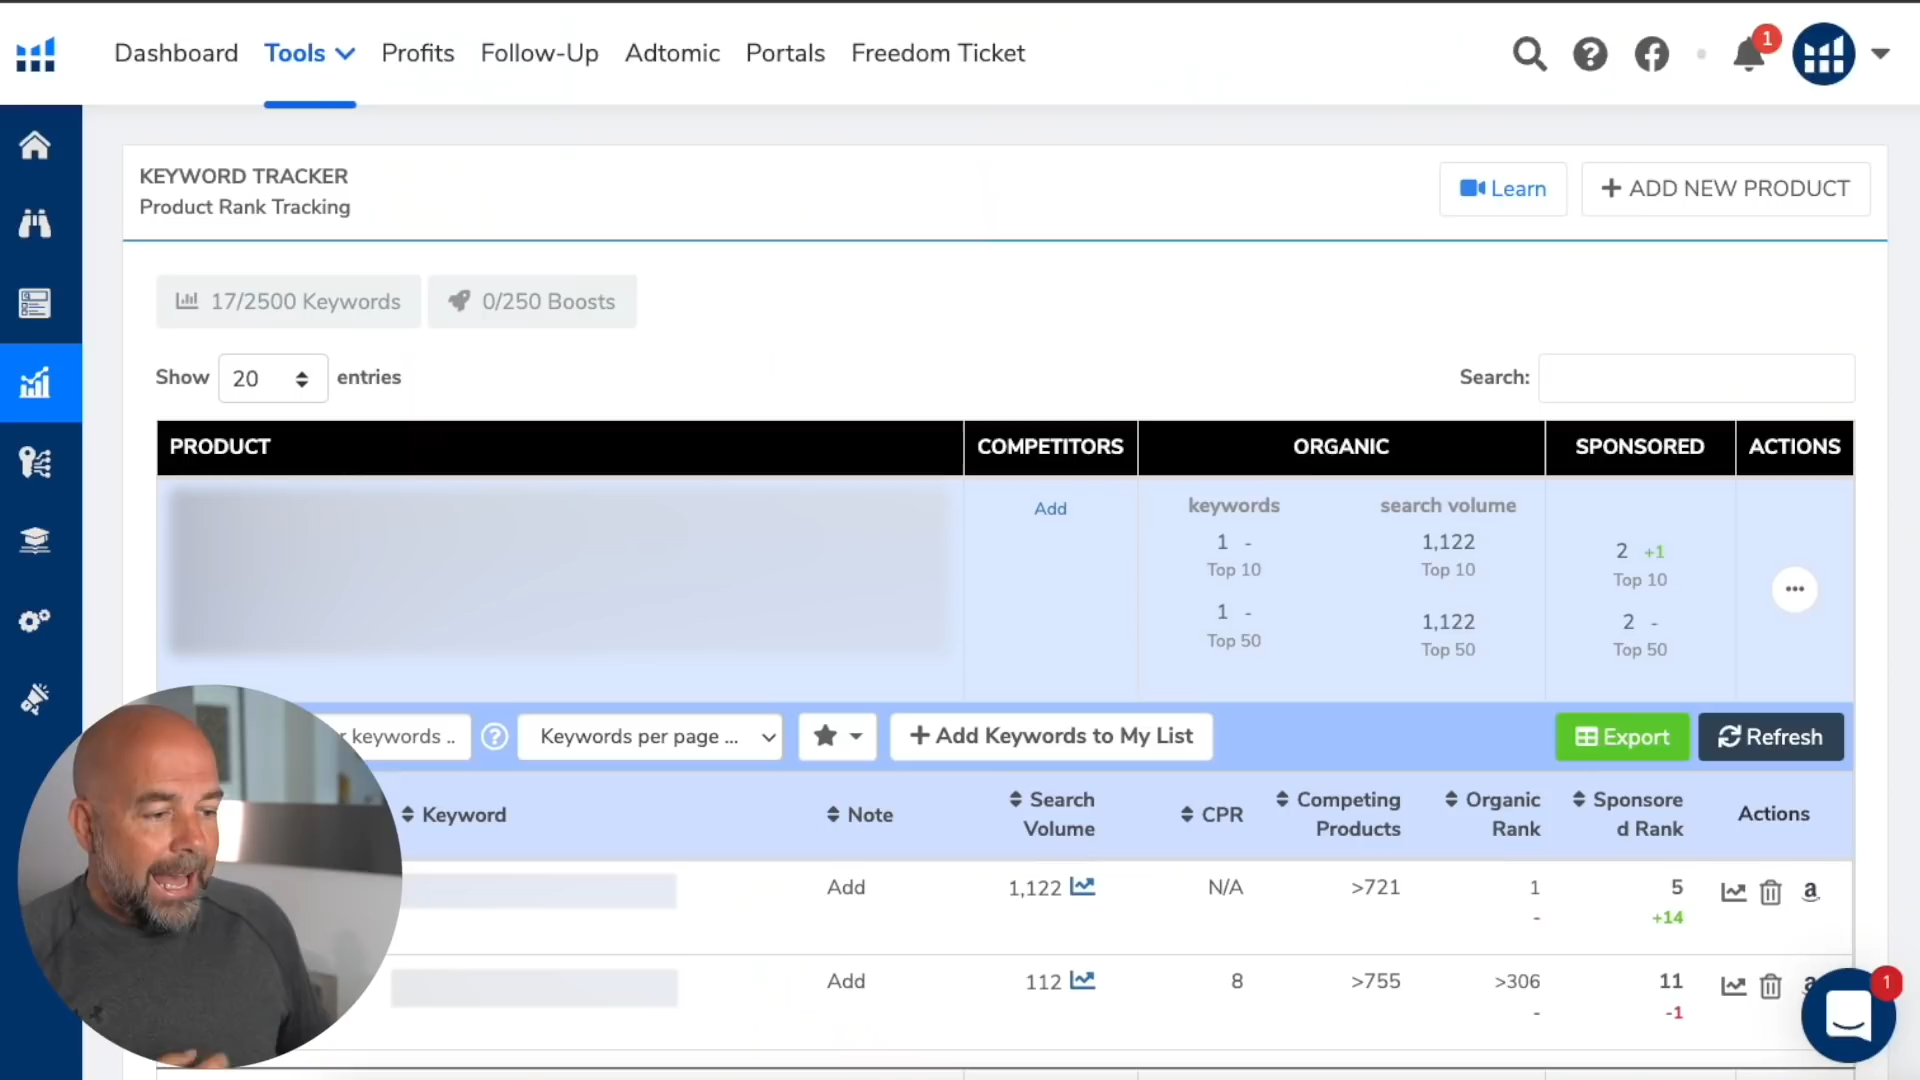 Dashboard Tools Profits Follow-Up Adtomic Portals Freedom Ticket
1
KEYWORD TRACKER
Product Rank Tracking
Learn
+ ADD NEW PRODUCT
17/2500 Keywords
0/250 Boosts
Show 20 entries
Search:
PRODUCT COMPETITORS ORGANIC SPONSORED ACTIONS
Add
keywords search volume
1 - 1,122
Top 10 Top 10
2 +1
Top 10
1 - 1,122
Top 50 Top 50
2 -
Top 50
keywords ..
?
Keywords per page ...
+ Add Keywords to My List
Export
Refresh
Keyword Note Search Volume CPR Competing Products Organic Rank Sponsore d Rank Actions
Add 1,122 N/A >721 1 5
- +14
Add 112 8 >755 >306 11
- -1
1